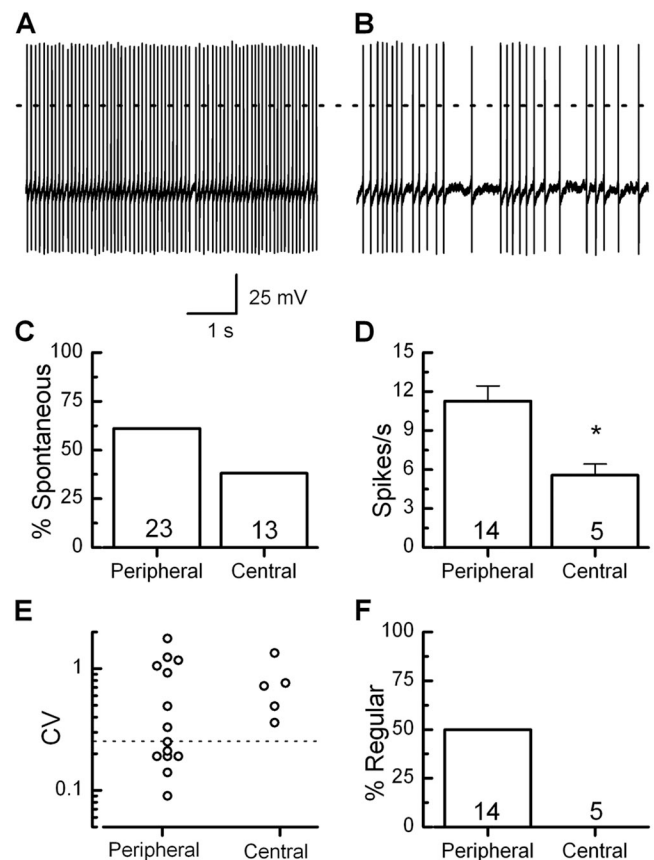 A
B
25 mV
1 s
C
% Spontaneous
100
75
50
25
0
23
13
Peripheral
Central
D
Spikes/s
15
12
9
6
3
0
*
14
5
Peripheral
Central
E
CV
1
0.1
Peripheral
Central
F
% Regular
100
75
50
25
0
14
5
Peripheral
Central